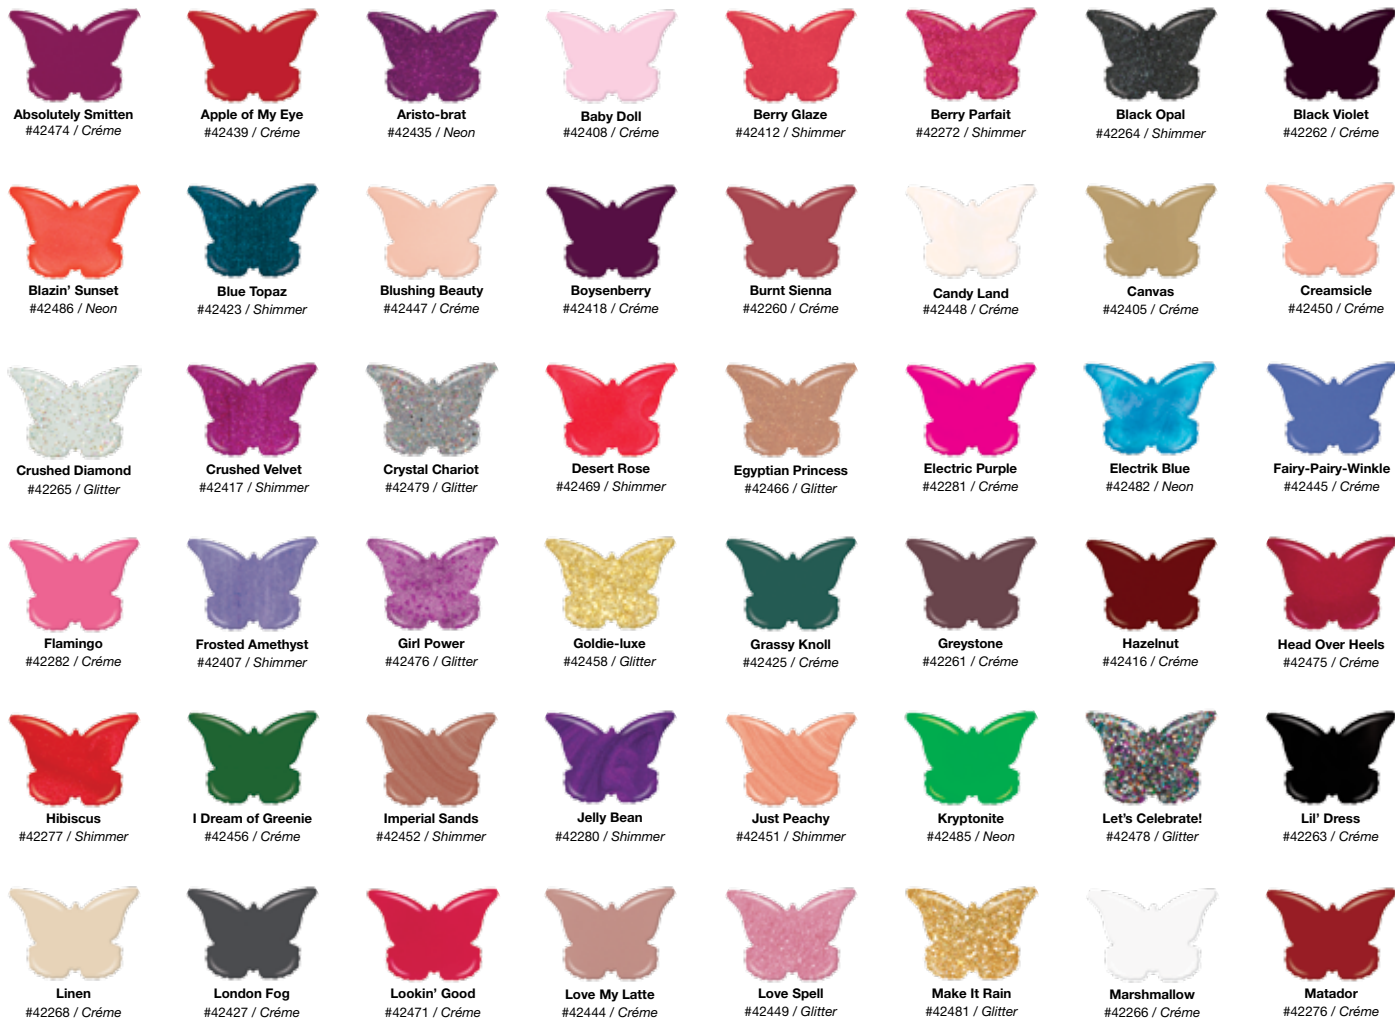 Absolutely Smitten
#42474 / Créme
Apple of My Eye
#42439 / Créme
Aristo-brat
#42435 / Neon
Baby Doll
#42408 / Créme
Berry Glaze
#42412 / Shimmer
Berry Parfait
#42272 / Shimmer
Black Opal
#42264 / Shimmer
Black Violet
#42262 / Créme
Blazin' Sunset
#42486 / Neon
Blue Topaz
#42423 / Shimmer
Blushing Beauty
#42447 / Créme
Boysenberry
#42418 / Créme
Burnt Sienna
#42260 / Créme
Candy Land
#42448 / Créme
Canvas
#42405 / Créme
Creamsicle
#42450 / Créme
Crushed Diamond
#42265 / Glitter
Crushed Velvet
#42417 / Shimmer
Crystal Chariot
#42479 / Glitter
Desert Rose
#42469 / Shimmer
Egyptian Princess
#42466 / Glitter
Electric Purple
#42281 / Créme
Electrik Blue
#42482 / Neon
Fairy-Pairy-Winkle
#42445 / Créme
Flamingo
#42282 / Créme
Frosted Amethyst
#42407 / Shimmer
Girl Power
#42476 / Glitter
Goldie-luxe
#42458 / Glitter
Grassy Knoll
#42425 / Créme
Greystone
#42261 / Créme
Hazelnut
#42416 / Créme
Head Over Heels
#42475 / Créme
Hibiscus
#42277 / Shimmer
I Dream of Greenie
#42456 / Créme
Imperial Sands
#42452 / Shimmer
Jelly Bean
#42280 / Shimmer
Just Peachy
#42451 / Shimmer
Kryptonite
#42485 / Neon
Let's Celebrate!
#42478 / Glitter
Lil' Dress
#42263 / Créme
Linen
#42268 / Créme
London Fog
#42427 / Créme
Lookin' Good
#42471 / Créme
Love My Latte
#42444 / Créme
Love Spell
#42449 / Glitter
Make It Rain
#42481 / Glitter
Marshmallow
#42266 / Créme
Matador
#42276 / Créme